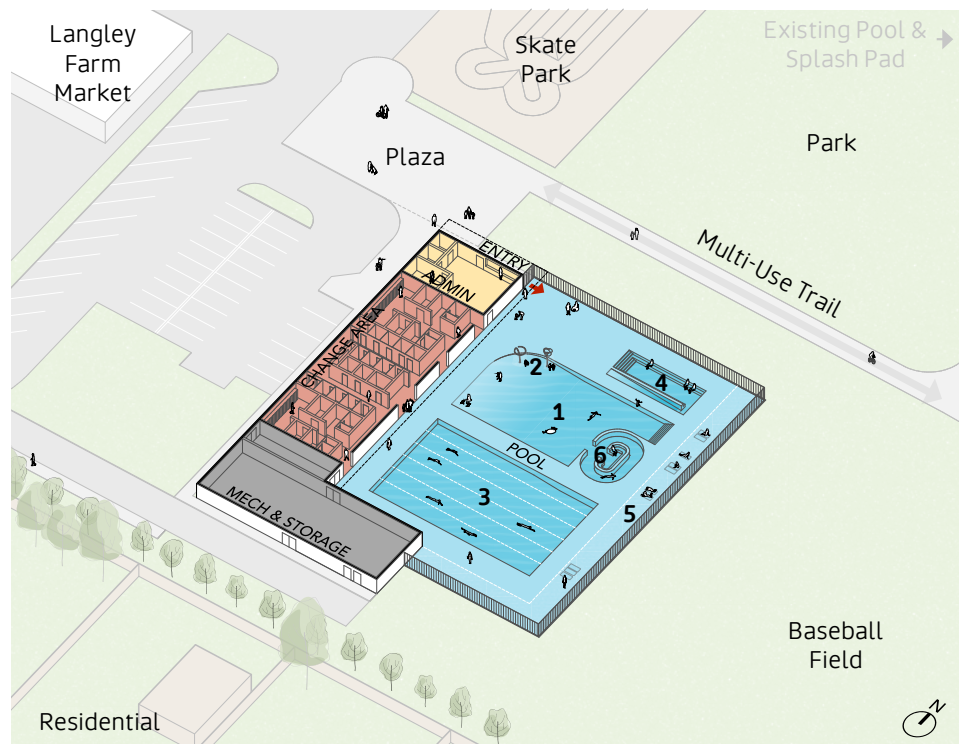 Langley
Farm
Market
Skate
Park
Existing Pool &
Splash Pad
Park
Plaza
Multi-Use Trail
ENTRY
ADMIN
CHANGE AREA
2
4
1
6
POOL
3
5
MECH & STORAGE
Baseball
Field
Residential
N